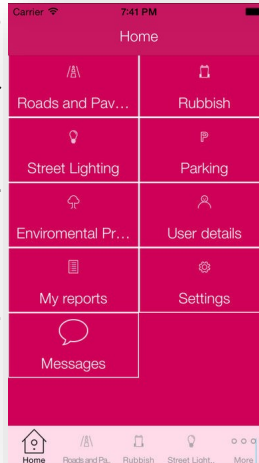 Carrier 7:41 PM
Home
Roads and Pav... Rubbish
Street Lighting Parking
Enviromental Pr... User details
My reports Settings
Messages
Home Roads and Pa... Rubbish Street Light... More